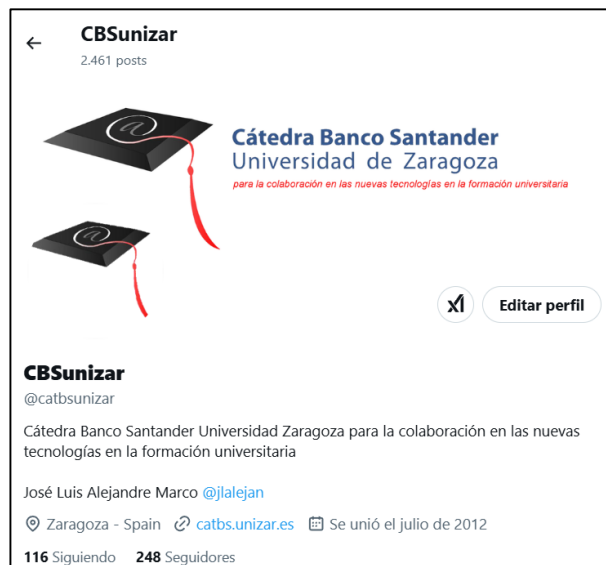 CBSunizar
2.461 posts
@
Cátedra Banco Santander
Universidad de Zaragoza
para la colaboración en las nuevas tecnologías en la formación universitaria
@
Editar perfil
CBSunizar
@catbsunizar
Cátedra Banco Santander Universidad Zaragoza para la colaboración en las nuevas
tecnologías en la formación universitaria
José Luis Alejandre Marco @jlalejan
Zaragoza - Spain catbs.unizar.es Se unió el julio de 2012
116 Siguiendo 248 Seguidores